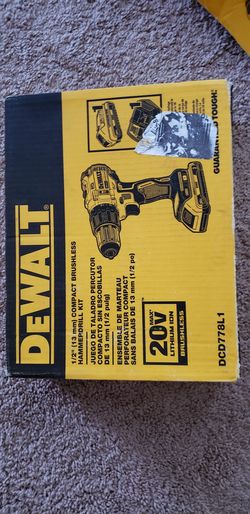 DEWALT
1/2" (13 mm) COMPACT BRUSHLESS
HAMMERDRILL KIT
JUEGO DE TALADRO PERCUTOR
COMPACTO SIN ESCOBILLAS
DE 13 mm (1/2 pulg)
ENSEMBLE DE MARTEAU
PERFORATEUR COMPACT
SANS BALAIS DE 13 mm (1/2 po)
20V MAX*
LITHIUM ION
BRUSHLESS
DCD778L1
GUARANTEED TOUGH
DEWALT